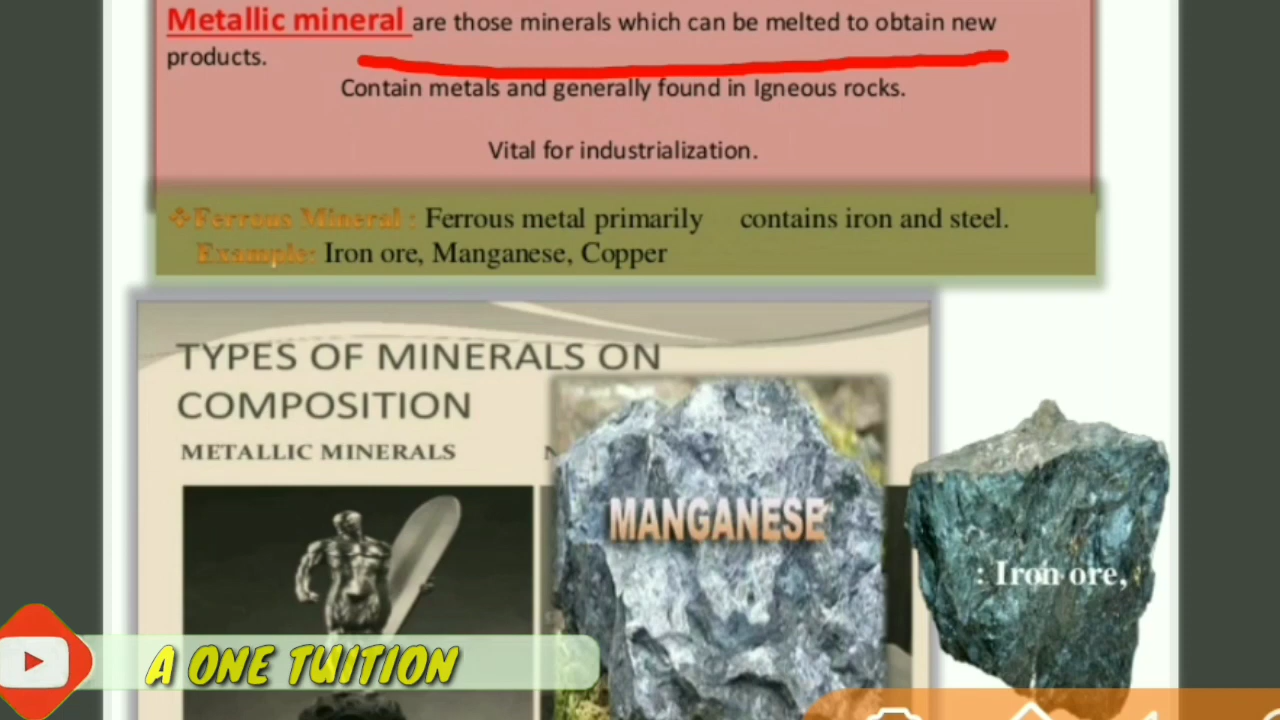 Metallic mineral are those minerals which can be melted to obtain new
products.
Contain metals and generally found in Igneous rocks.
Vital for industrialization.
❖Ferrous Mineral : Ferrous metal primarily contains iron and steel.
Example: Iron ore, Manganese, Copper
TYPES OF MINERALS ON
COMPOSITION
METALLIC MINERALS
MANGANESE
: Iron ore,
A ONE TUITION